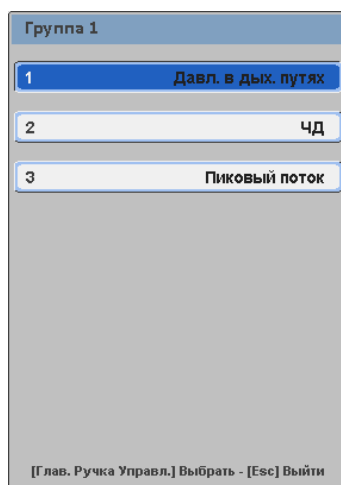 Группа 1
1 Давл. в дых. путях
2 ЧД
3 Пиковый поток
[Глав. Ручка Управл.] Выбрать - [Esc] Выйти